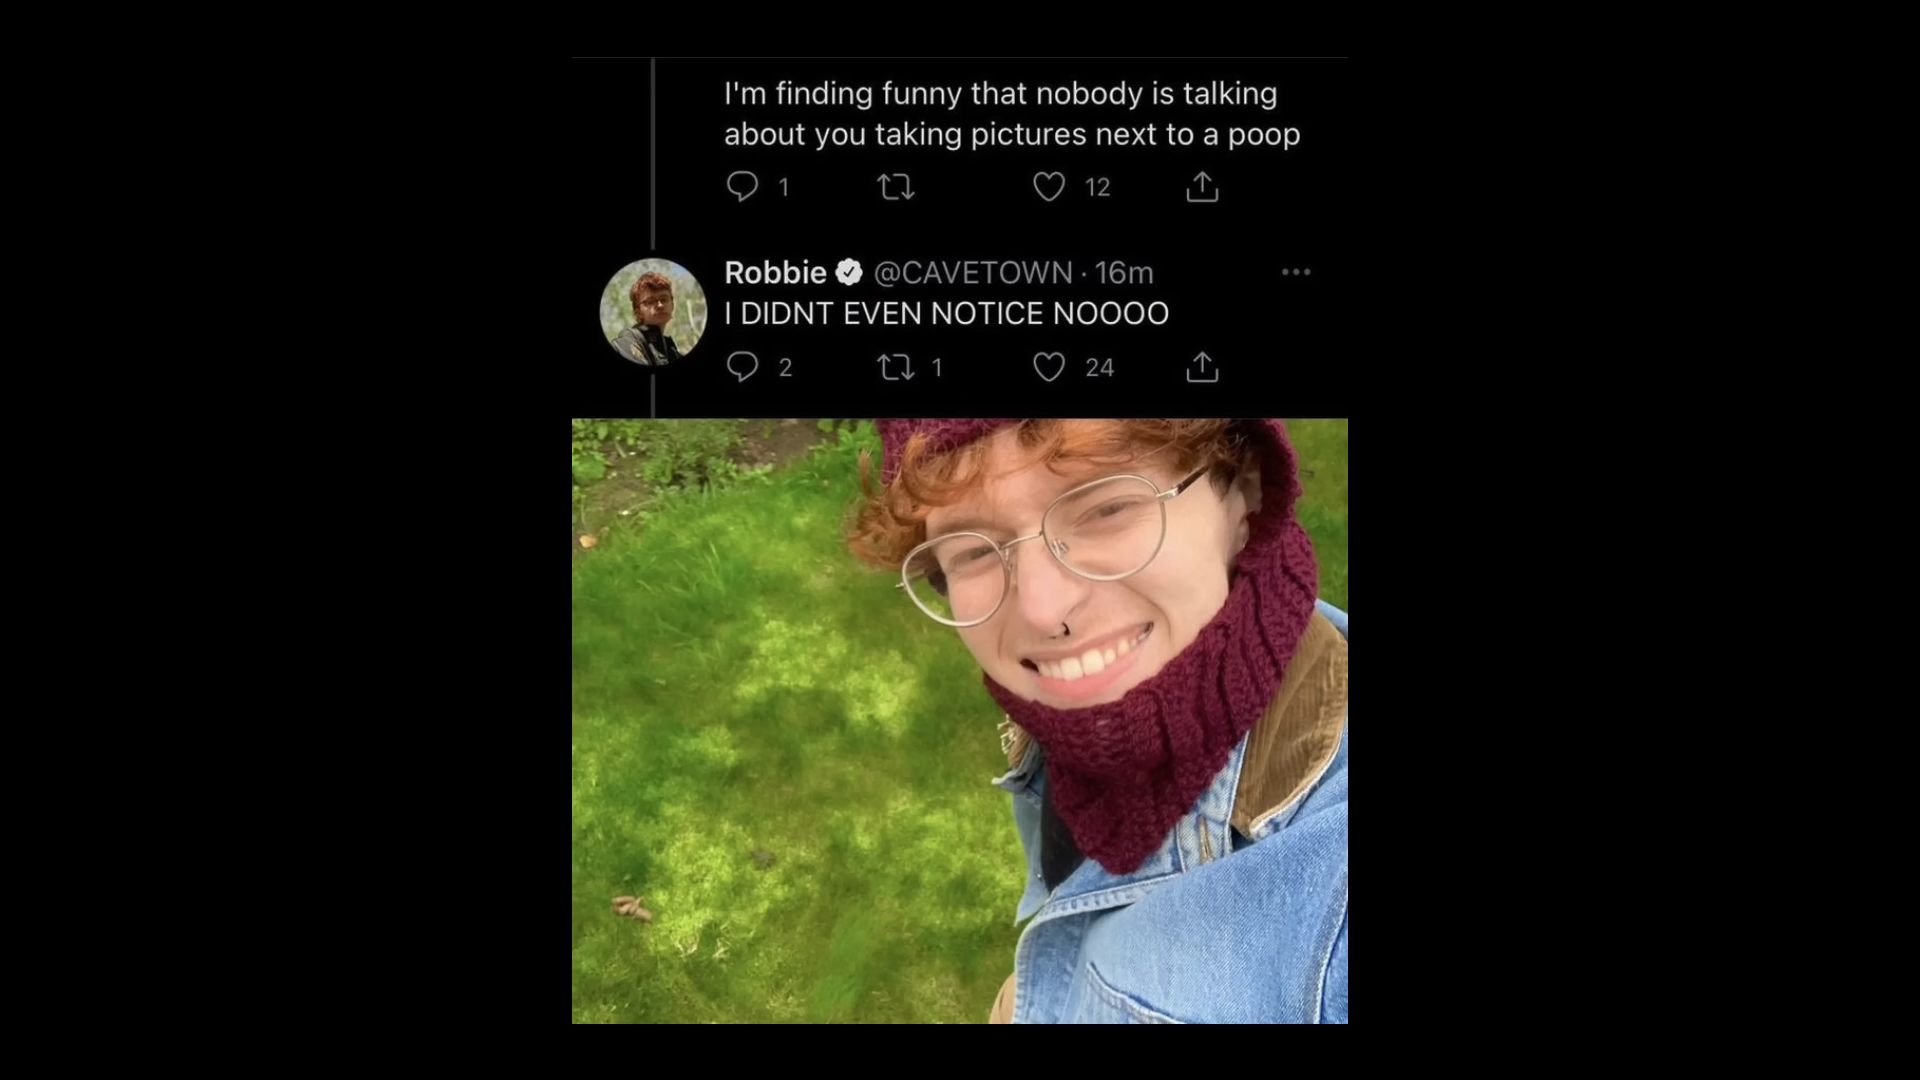 I'm finding funny that nobody is talking
about you taking pictures next to a poop
1
12
Robbie @CAVETOWN · 16m
I DIDNT EVEN NOTICE NOOOO
2
1
24